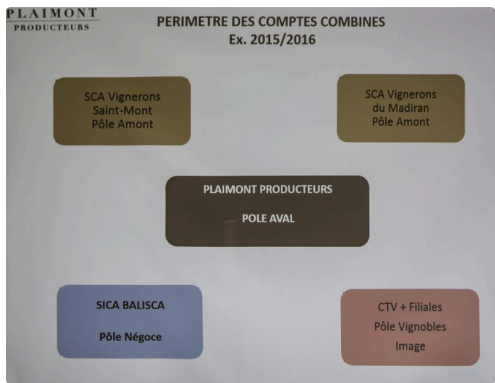 PLAIMONT
PRODUCTEURS
PERIMETRE DES COMPTES COMBINES
Ex. 2015/2016
SCA Vignerons
Saint-Mont
Pôle Amont
SCA Vignerons
du Madiran
Pôle Amont
PLAIMONT PRODUCTEURS
POLE AVAL
SICA BALISCA
Pôle Négoce
CTV + Filiales
Pôle Vignobles
Image